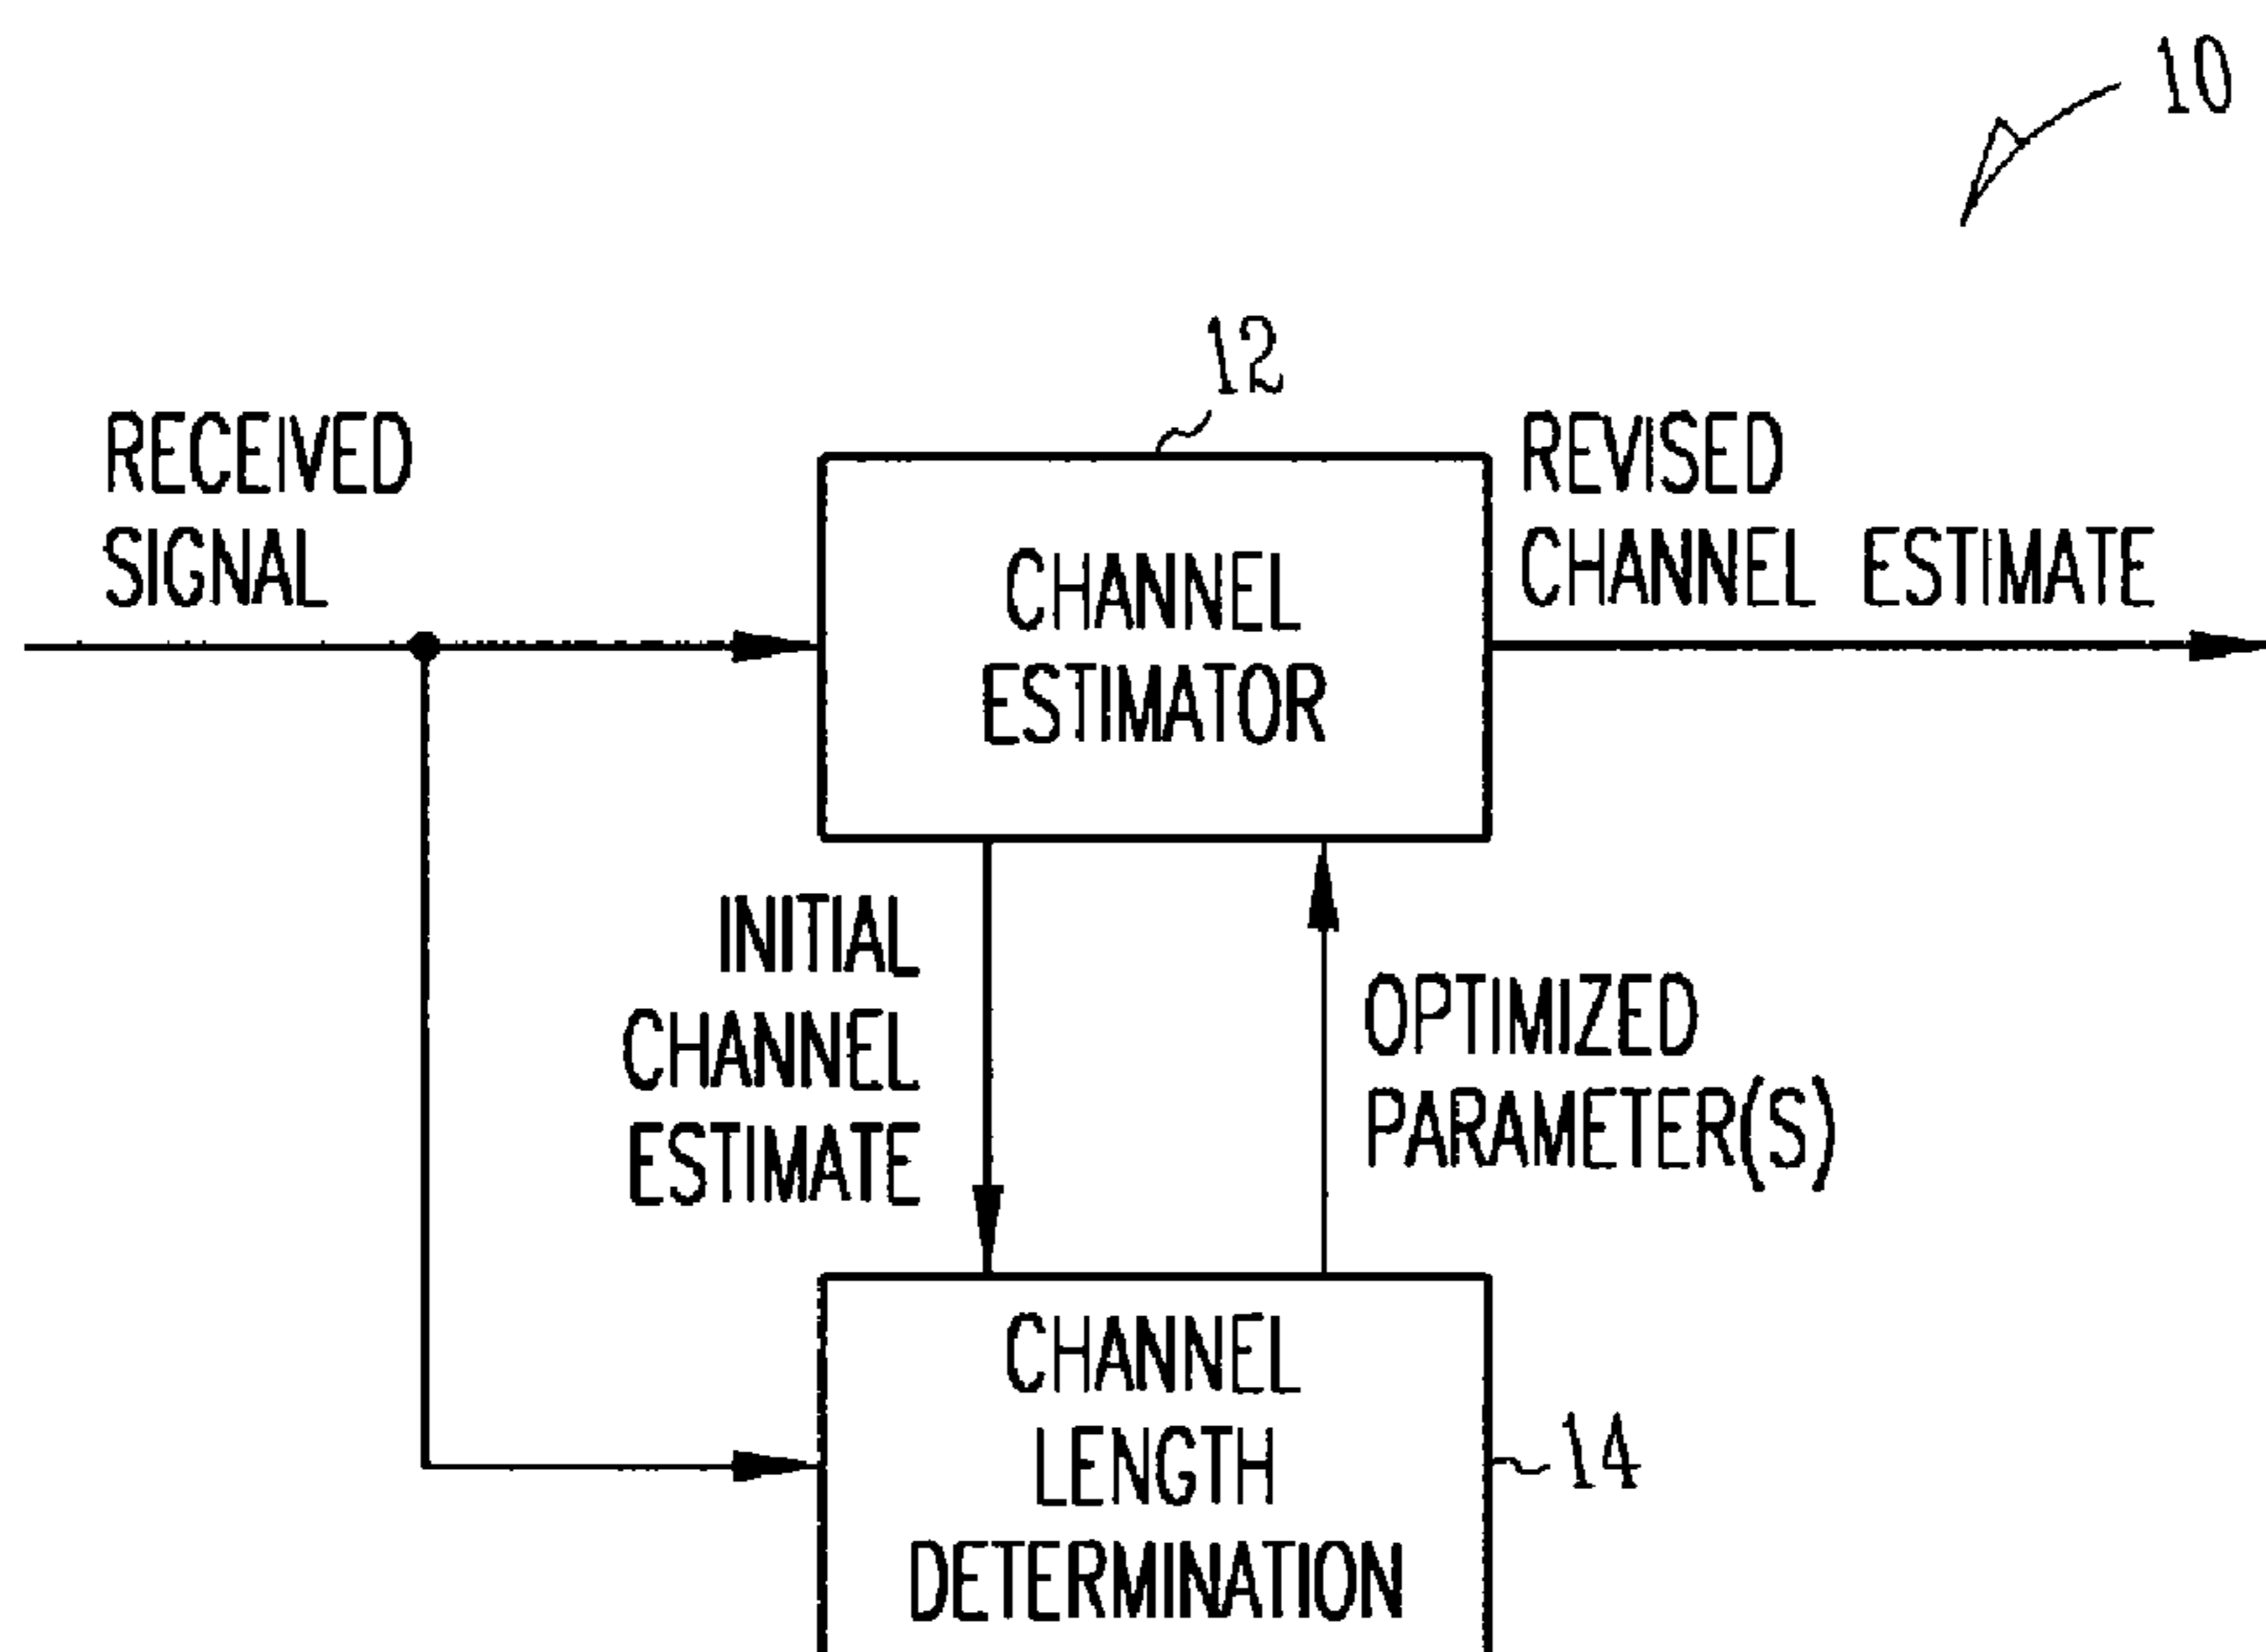 10
12
RECEIVED
SIGNAL
CHANNEL
ESTIMATOR
REVISED
CHANNEL ESTIMATE
INITIAL
CHANNEL
ESTIMATE
OPTIMIZED
PARAMETER(S)
CHANNEL
LENGTH
DETERMINATION
14